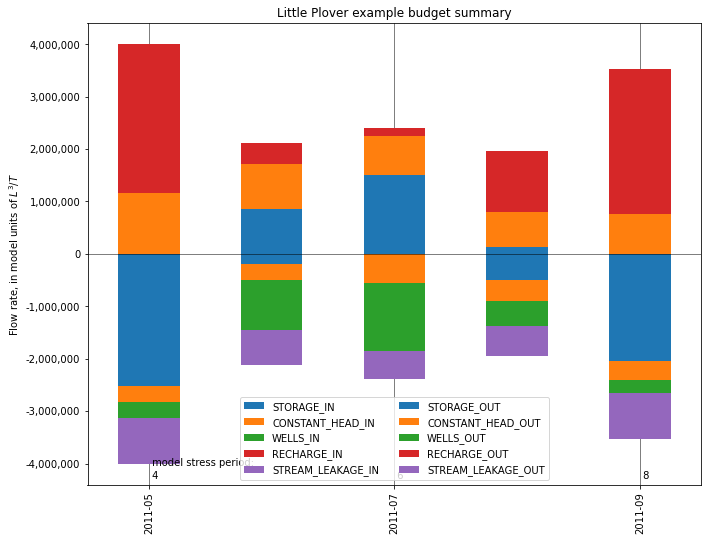 Little Plover example budget summary
4,000,000
3,000,000
2,000,000
1,000,000
0
-1,000,000
-2,000,000
-3,000,000
-4,000,000
Flow rate, in model units of L³/T
STORAGE_IN STORAGE_OUT
CONSTANT_HEAD_IN CONSTANT_HEAD_OUT
WELLS_IN WELLS_OUT
RECHARGE_IN RECHARGE_OUT
STREAM_LEAKAGE_IN STREAM_LEAKAGE_OUT
model stress period:
4 6 8
2011-05 2011-07 2011-09